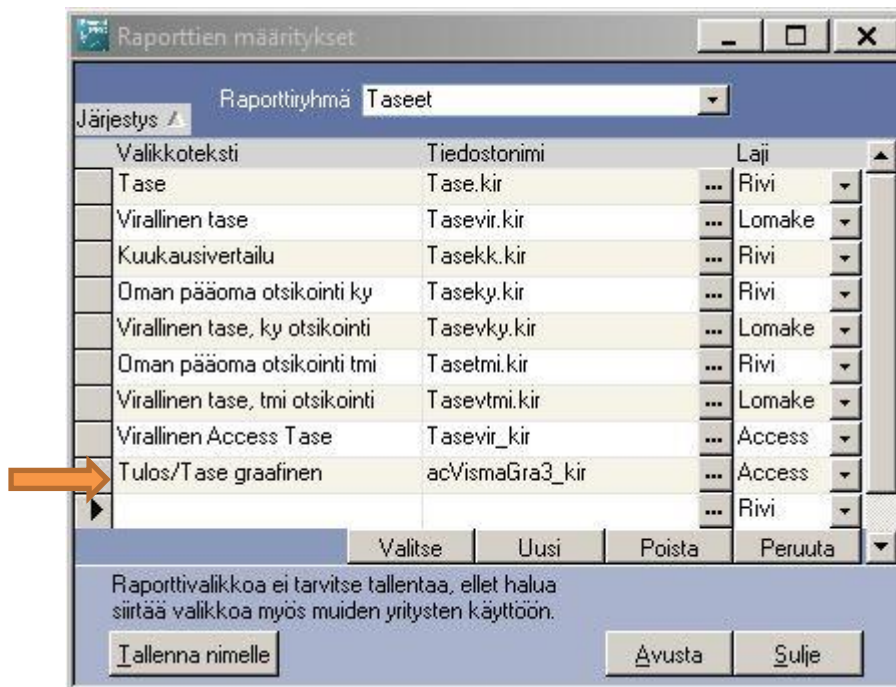 Raporttien määritykset
Raporttiryhmä Taseet
Järjestys
Valikkoteksti Tiedostonimi Laji
Tase Tase.kir ... Rivi
Virallinen tase Tasevir.kir ... Lomake
Kuukausivertailu Tasekk.kir ... Rivi
Oman pääoma otsikointi ky Taseky.kir ... Rivi
Virallinen tase, ky otsikointi Tasevky.kir ... Lomake
Oman pääoma otsikointi tmi Tasetmi.kir ... Rivi
Virallinen tase, tmi otsikointi Tasevtmi.kir ... Lomake
Virallinen Access Tase Tasevir_kir ... Access
Tulos/Tase graafinen acVismaGra3_kir ... Access
... Rivi
Valitse Uusi Poista Peruuta
Raporttivalikkoa ei tarvitse tallentaa, ellet halua
siirtää valikkoa myös muiden yritysten käyttöön.
Tallenna nimelle Avusta Sulje